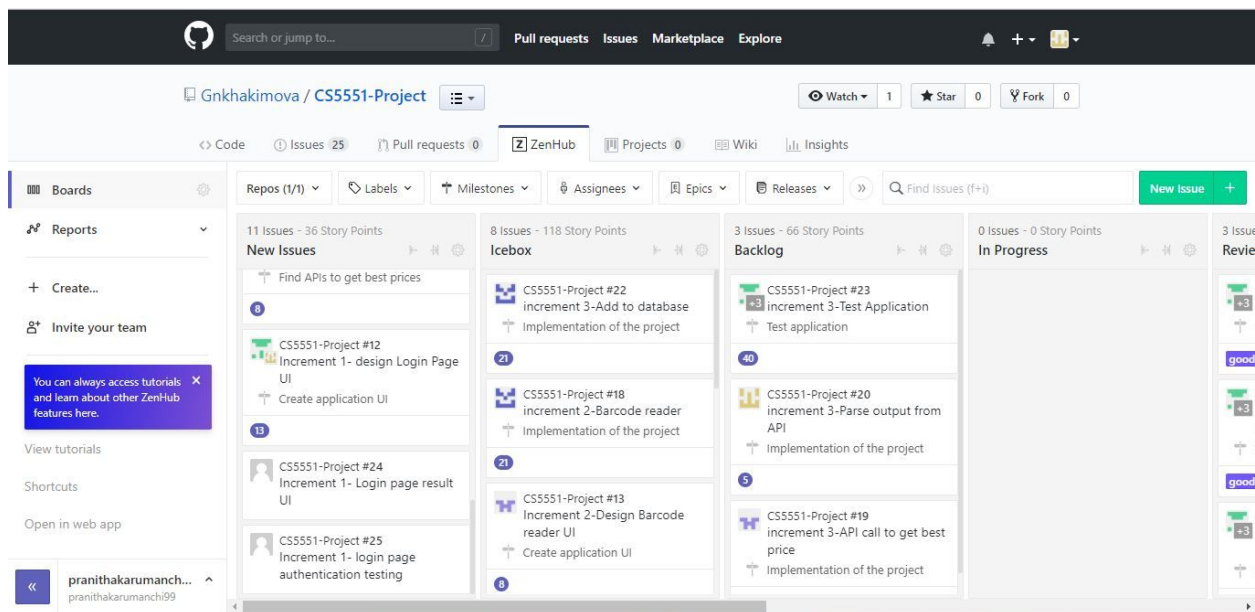 Search or jump to... /
Pull requests Issues Marketplace Explore
Gnkhakimova / CS5551-Project
Watch 1 Star 0 Fork 0
Code Issues 25 Pull requests 0 ZenHub Projects 0 Wiki Insights
Boards
Reports
Create...
Invite your team
You can always access tutorials
and learn about other ZenHub
features here.
View tutorials
Shortcuts
Open in web app
pranithakarumanch...
pranithakarumanchi99
Repos (1/1) Labels Milestones Assignees Epics Releases Find Issues (f+i) New Issue +
11 Issues - 36 Story Points
New Issues
Find APIs to get best prices
8
CS5551-Project #12
Increment 1- design Login Page
UI
Create application UI
13
CS5551-Project #24
Increment 1- Login page result
UI
CS5551-Project #25
Increment 1- login page
authentication testing
8 Issues - 118 Story Points
Icebox
CS5551-Project #22
increment 3-Add to database
Implementation of the project
21
CS5551-Project #18
increment 2-Barcode reader
Implementation of the project
21
CS5551-Project #13
Increment 2-Design Barcode
reader UI
Create application UI
8
3 Issues - 66 Story Points
Backlog
CS5551-Project #23
+3 increment 3-Test Application
Test application
40
CS5551-Project #20
increment 3-Parse output from
API
Implementation of the project
5
CS5551-Project #19
increment 3-API call to get best
price
Implementation of the project
0 Issues - 0 Story Points
In Progress
3 Issue
Revie
+3
good
+3
good
+3